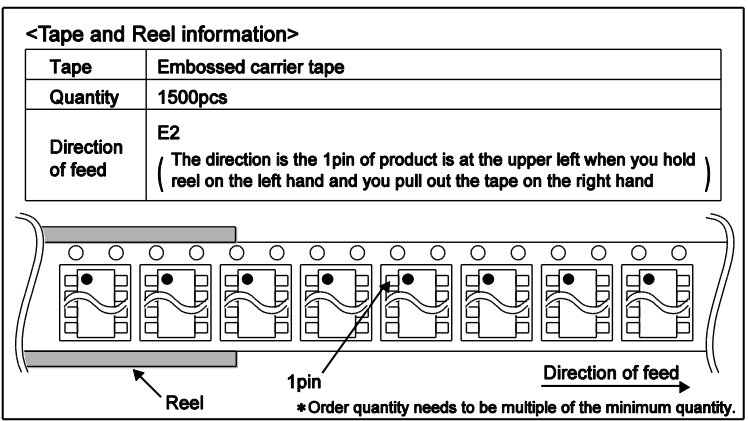 <Tape and Reel information>
Tape Embossed carrier tape
Quantity 1500pcs
Direction of feed
E2
( The direction is the 1pin of product is at the upper left when you hold
reel on the left hand and you pull out the tape on the right hand )
1pin
Direction of feed
Reel
*Order quantity needs to be multiple of the minimum quantity.